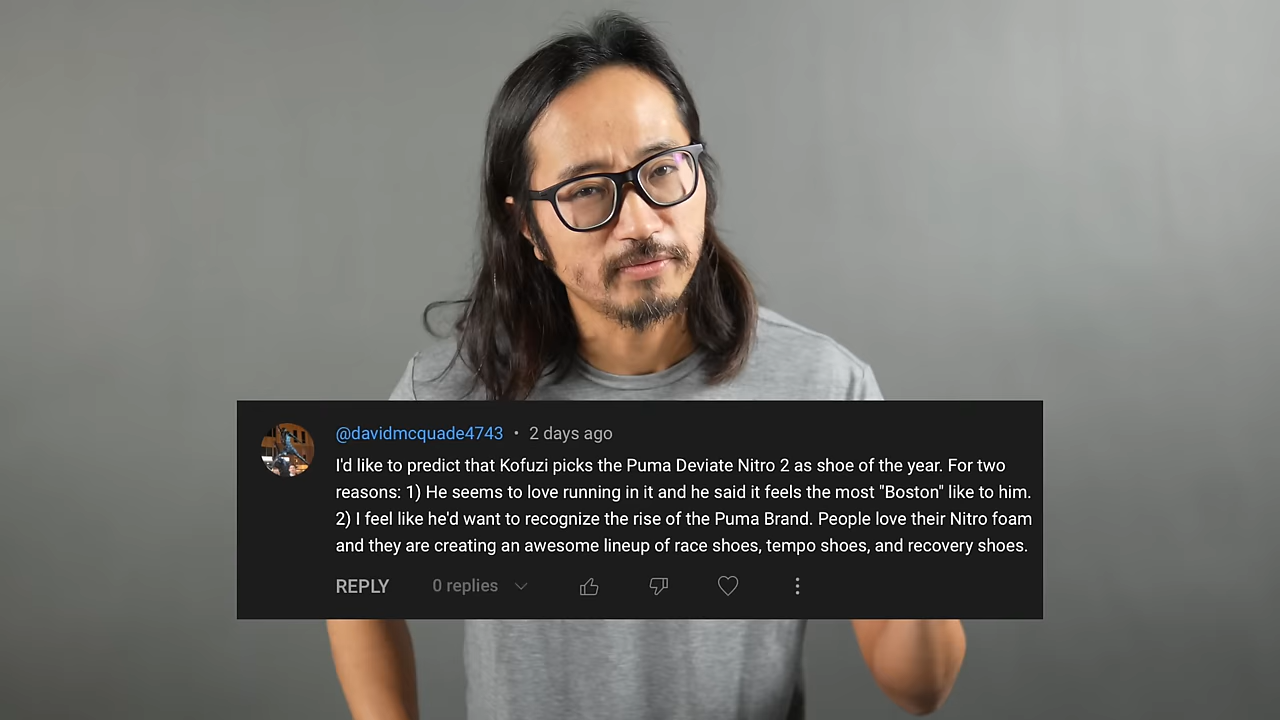 @davidmcquade4743 • 2 days ago
I'd like to predict that Kofuzi picks the Puma Deviate Nitro 2 as shoe of the year. For two
reasons: 1) He seems to love running in it and he said it feels the most "Boston" like to him.
2) I feel like he'd want to recognize the rise of the Puma Brand. People love their Nitro foam
and they are creating an awesome lineup of race shoes, tempo shoes, and recovery shoes.
REPLY 0 replies